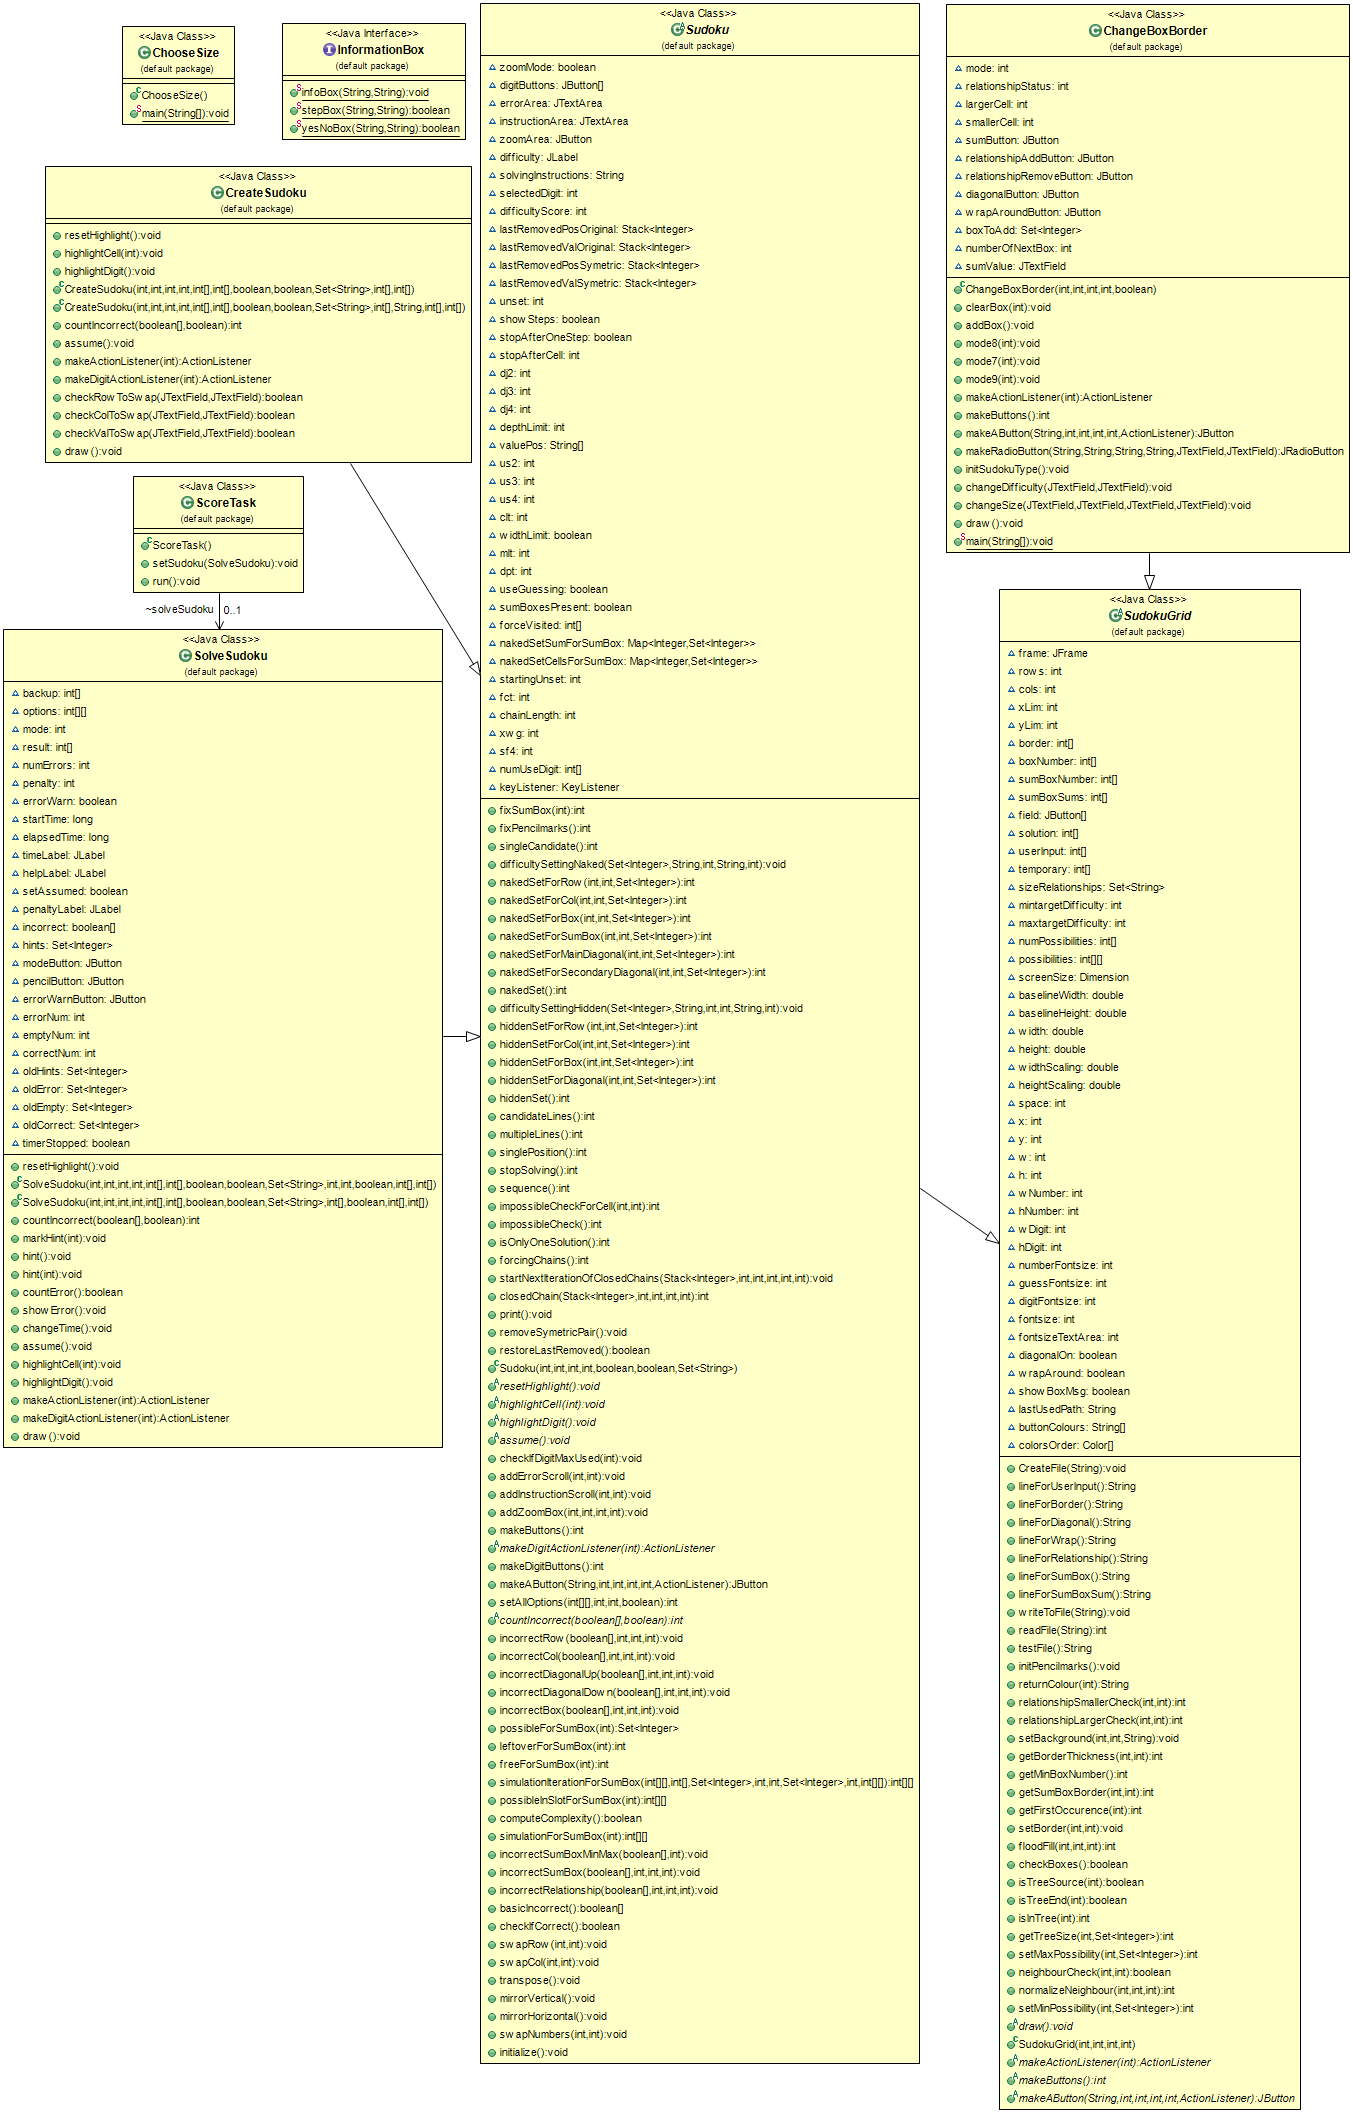 <<Java Class>>
ChooseSize
(default package)
ChooseSize()
main(String[]):void
<<Java Interface>>
InformationBox
(default package)
infoBox(String,String):void
stepBox(String,String):boolean
yesNoBox(String,String):boolean
<<Java Class>>
CreateSudoku
(default package)
resetHighlight():void
highlightCell(int):void
highlightDigit():void
CreateSudoku(int,int,int,int,int[],int[],boolean,boolean,Set<String>,int[],int[])
CreateSudoku(int,int,int,int,int[],int[],boolean,boolean,Set<String>,int[],String,int[],int[])
countIncorrect(boolean[],boolean):int
assume():void
makeActionListener(int):ActionListener
makeDigitActionListener(int):ActionListener
checkRowToSwap(JTextField,JTextField):boolean
checkColToSwap(JTextField,JTextField):boolean
checkValToSwap(JTextField,JTextField):boolean
draw():void
<<Java Class>>
ScoreTask
(default package)
ScoreTask()
setSudoku(SolveSudoku):void
run():void
~solveSudoku 0..1
<<Java Class>>
SolveSudoku
(default package)
backup: int[]
options: int[][]
mode: int
result: int[]
numErrors: int
penalty: int
errorWarn: boolean
startTime: long
elapsedTime: long
timeLabel: JLabel
helpLabel: JLabel
setAssumed: boolean
penaltyLabel: JLabel
incorrect: boolean[]
hints: Set<Integer>
modeButton: JButton
pencilButton: JButton
errorWarnButton: JButton
errorNum: int
emptyNum: int
correctNum: int
oldHints: Set<Integer>
oldError: Set<Integer>
oldEmpty: Set<Integer>
oldCorrect: Set<Integer>
timerStopped: boolean
resetHighlight():void
SolveSudoku(int,int,int,int,int[],int[],boolean,boolean,Set<String>,int,int,boolean,int[],int[])
SolveSudoku(int,int,int,int,int[],int[],boolean,boolean,Set<String>,int[],boolean,int[],int[])
countIncorrect(boolean[],boolean):int
markHint(int):void
hint():void
hint(int):void
countError():boolean
showError():void
changeTime():void
assume():void
highlightCell(int):void
highlightDigit():void
makeActionListener(int):ActionListener
makeDigitActionListener(int):ActionListener
draw():void
<<Java Class>>
Sudoku
(default package)
zoomMode: boolean
digitButtons: JButton[]
errorArea: JTextArea
instructionArea: JTextArea
zoomArea: JButton
difficulty: JLabel
solvingInstructions: String
selectedDigit: int
difficultyScore: int
lastRemovedPosOriginal: Stack<Integer>
lastRemovedValOriginal: Stack<Integer>
lastRemovedPosSymetric: Stack<Integer>
lastRemovedValSymetric: Stack<Integer>
unset: int
showSteps: boolean
stopAfterOneStep: boolean
stopAfterCell: int
dj2: int
dj3: int
dj4: int
depthLimit: int
valuePos: String[]
us2: int
us3: int
us4: int
clt: int
widthLimit: boolean
mlt: int
dpt: int
useGuessing: boolean
sumBoxesPresent: boolean
forceVisited: int[]
nakedSetSumForSumBox: Map<Integer,Set<Integer>>
nakedSetCellsForSumBox: Map<Integer,Set<Integer>>
startingUnset: int
fct: int
chainLength: int
xwg: int
sf4: int
numUseDigit: int[]
keyListener: KeyListener
fixSumBox(int):int
fixPencilmarks():int
singleCandidate():int
difficultySettingNaked(Set<Integer>,String,int,String,int):void
nakedSetForRow(int,int,Set<Integer>):int
nakedSetForCol(int,int,Set<Integer>):int
nakedSetForBox(int,int,Set<Integer>):int
nakedSetForSumBox(int,int,Set<Integer>):int
nakedSetForMainDiagonal(int,int,Set<Integer>):int
nakedSetForSecondaryDiagonal(int,int,Set<Integer>):int
nakedSet():int
difficultySettingHidden(Set<Integer>,String,int,int,String,int):void
hiddenSetForRow(int,int,Set<Integer>):int
hiddenSetForCol(int,int,Set<Integer>):int
hiddenSetForBox(int,int,Set<Integer>):int
hiddenSetForDiagonal(int,int,Set<Integer>):int
hiddenSet():int
candidateLines():int
multipleLines():int
singlePosition():int
stopSolving():int
sequence():int
impossibleCheckForCell(int,int):int
impossibleCheck():int
isOnlyOneSolution():int
forcingChains():int
startNextIterationOfClosedChains(Stack<Integer>,int,int,int,int,int):void
closedChain(Stack<Integer>,int,int,int,int):int
print():void
removeSymetricPair():void
restoreLastRemoved():boolean
Sudoku(int,int,int,int,boolean,boolean,Set<String>)
resetHighlight():void
highlightCell(int):void
highlightDigit():void
assume():void
checkIfDigitMaxUsed(int):void
addErrorScroll(int,int):void
addInstructionScroll(int,int):void
addZoomBox(int,int,int,int):void
makeButtons():int
makeDigitActionListener(int):ActionListener
makeDigitButtons():int
makeAButton(String,int,int,int,int,ActionListener):JButton
setAllOptions(int[][],int,int,boolean):int
countIncorrect(boolean[],boolean):int
incorrectRow(boolean[],int,int,int):void
incorrectCol(boolean[],int,int,int):void
incorrectDiagonalUp(boolean[],int,int,int):void
incorrectDiagonalDown(boolean[],int,int,int):void
incorrectBox(boolean[],int,int,int):void
possibleForSumBox(int):Set<Integer>
leftoverForSumBox(int):int
freeForSumBox(int):int
simulationIterationForSumBox(int[][],int[],Set<Integer>,int,int,Set<Integer>,int,int[][]):int[][]
possibleInSlotForSumBox(int):int[][]
computeComplexity():boolean
simulationForSumBox(int):int[][]
incorrectSumBoxMinMax(boolean[],int):void
incorrectSumBox(boolean[],int,int,int):void
incorrectRelationship(boolean[],int,int,int):void
basicIncorrect():boolean[]
checkIfCorrect():boolean
swapRow(int,int):void
swapCol(int,int):void
transpose():void
mirrorVertical():void
mirrorHorizontal():void
swapNumbers(int,int):void
initialize():void
<<Java Class>>
ChangeBoxBorder
(default package)
mode: int
relationshipStatus: int
largerCell: int
smallerCell: int
sumButton: JButton
relationshipAddButton: JButton
relationshipRemoveButton: JButton
diagonalButton: JButton
wrapAroundButton: JButton
boxToAdd: Set<Integer>
numberOfNextBox: int
sumValue: JTextField
ChangeBoxBorder(int,int,int,int,boolean)
clearBox(int):void
addBox():void
mode8(int):void
mode7(int):void
mode9(int):void
makeActionListener(int):ActionListener
makeButtons():int
makeAButton(String,int,int,int,int,ActionListener):JButton
makeRadioButton(String,String,String,String,JTextField,JTextField):JRadioButton
initSudokuType():void
changeDifficulty(JTextField,JTextField):void
changeSize(JTextField,JTextField,JTextField,JTextField):void
draw():void
main(String[]):void
<<Java Class>>
SudokuGrid
(default package)
frame: JFrame
rows: int
cols: int
xLim: int
yLim: int
border: int[]
boxNumber: int[]
sumBoxNumber: int[]
sumBoxSums: int[]
field: JButton[]
solution: int[]
userInput: int[]
temporary: int[]
sizeRelationships: Set<String>
mintargetDifficulty: int
maxtargetDifficulty: int
numPossibilities: int[]
possibilities: int[][]
screenSize: Dimension
baselineWidth: double
baselineHeight: double
width: double
height: double
widthScaling: double
heightScaling: double
space: int
x: int
y: int
w: int
h: int
wNumber: int
hNumber: int
wDigit: int
hDigit: int
numberFontsize: int
guessFontsize: int
digitFontsize: int
fontsize: int
fontsizeTextArea: int
diagonalOn: boolean
wrapAround: boolean
showBoxMsg: boolean
lastUsedPath: String
buttonColours: String[]
colorsOrder: Color[]
CreateFile(String):void
lineForUserInput():String
lineForBorder():String
lineForDiagonal():String
lineForWrap():String
lineForRelationship():String
lineForSumBox():String
lineForSumBoxSum():String
writeToFile(String):void
readFile(String):int
testFile():String
initPencilmarks():void
returnColour(int):String
relationshipSmallerCheck(int,int):int
relationshipLargerCheck(int,int):int
setBackground(int,int,String):void
getBorderThickness(int,int):int
getMinBoxNumber():int
getSumBoxBorder(int,int):int
getFirstOccurence(int):int
setBorder(int,int):void
floodFill(int,int,int):int
checkBoxes():boolean
isTreeSource(int):boolean
isTreeEnd(int):boolean
isInTree(int):int
getTreeSize(int,Set<Integer>):int
setMaxPossibility(int,Set<Integer>):int
neighbourCheck(int,int):boolean
normalizeNeighbour(int,int,int):int
setMinPossibility(int,Set<Integer>):int
draw():void
SudokuGrid(int,int,int,int)
makeActionListener(int):ActionListener
makeButtons():int
makeAButton(String,int,int,int,int,ActionListener):JButton